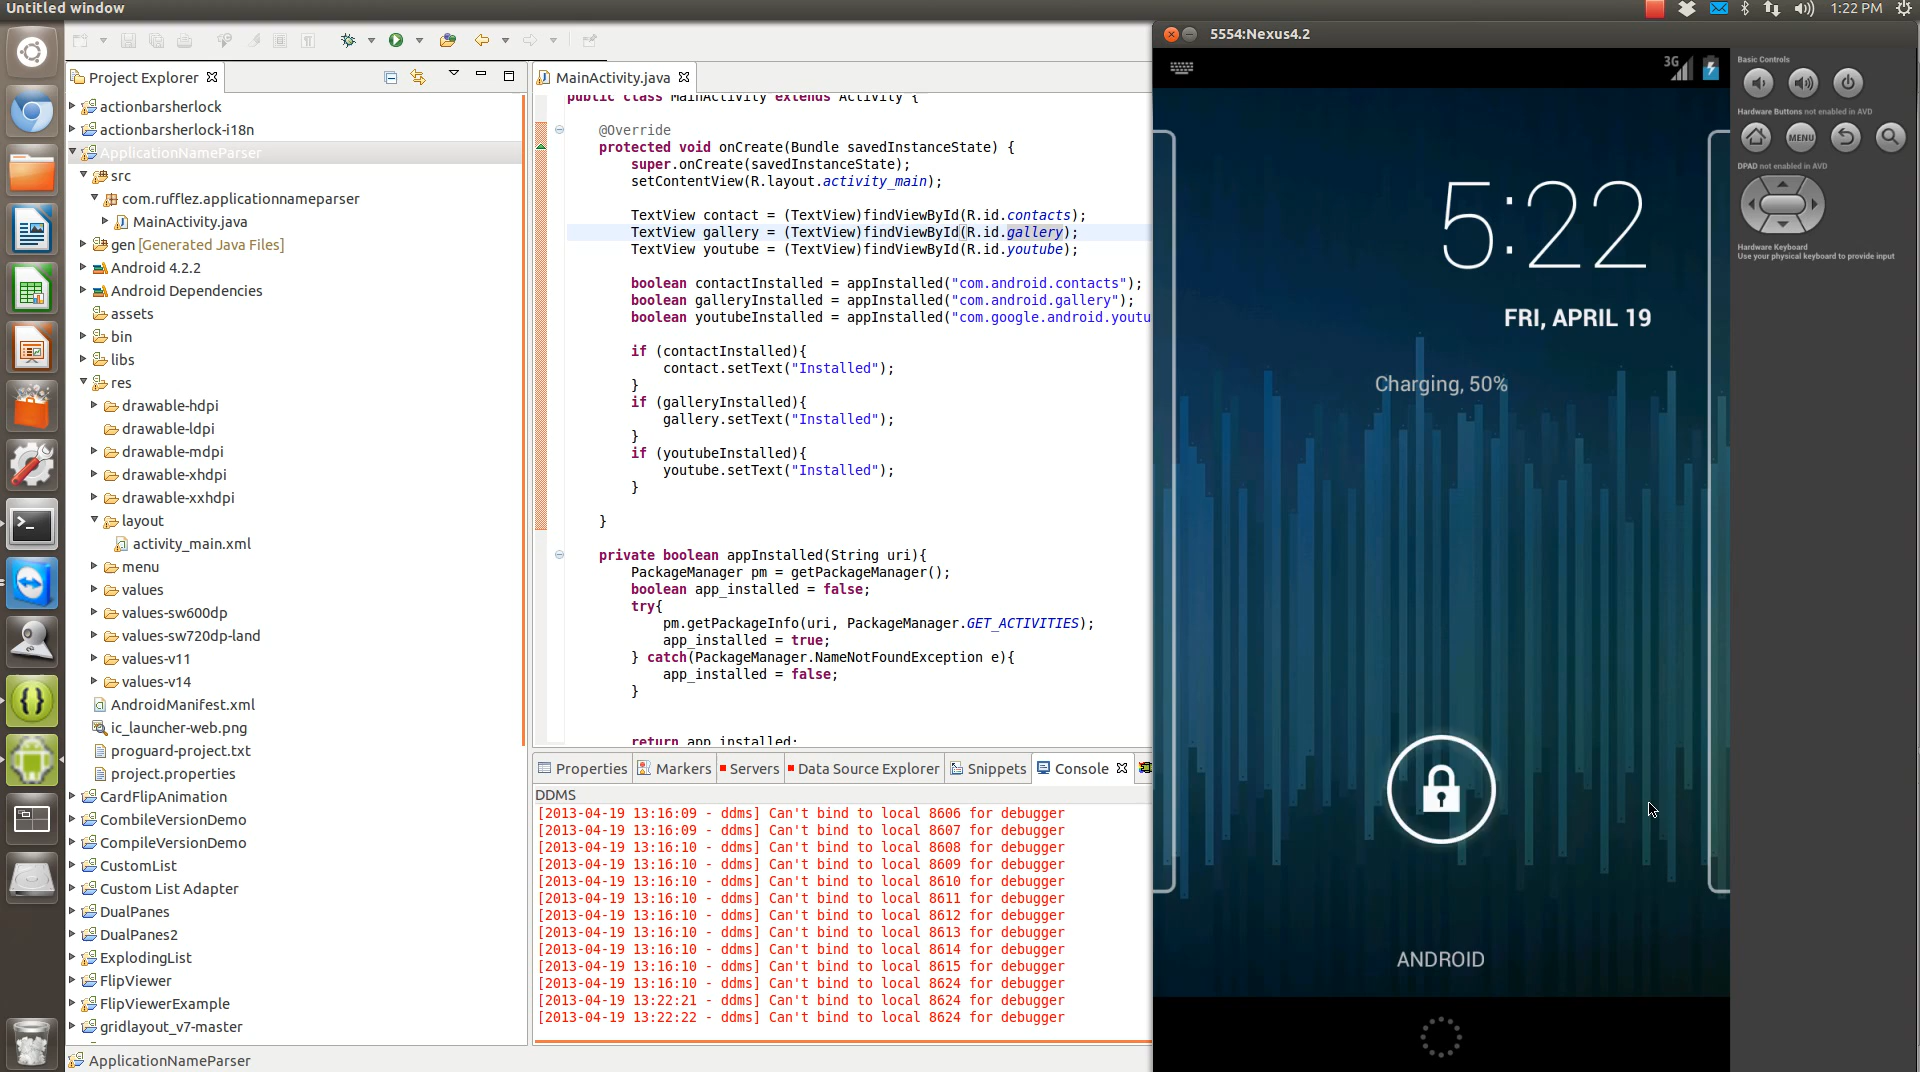 Untitled window
1:22 PM
Project Explorer
actionbarsherlock
actionbarsherlock-i18n
ApplicationNameParser
src
com.rufflez.applicationnameparser
MainActivity.java
gen [Generated Java Files]
Android 4.2.2
Android Dependencies
assets
bin
libs
res
drawable-hdpi
drawable-ldpi
drawable-mdpi
drawable-xhdpi
drawable-xxhdpi
layout
activity_main.xml
menu
values
values-sw600dp
values-sw720dp-land
values-v11
values-v14
AndroidManifest.xml
ic_launcher-web.png
proguard-project.txt
project.properties
CardFlipAnimation
CombileVersionDemo
CompileVersionDemo
CustomList
Custom List Adapter
DualPanes
DualPanes2
ExplodingList
FlipViewer
FlipViewerExample
gridlayout_v7-master
ApplicationNameParser
MainActivity.java
public class MainActivity extends Activity {
@Override
protected void onCreate(Bundle savedInstanceState) {
super.onCreate(savedInstanceState);
setContentView(R.layout.activity_main);
TextView contact = (TextView)findViewById(R.id.contacts);
TextView gallery = (TextView)findViewById(R.id.gallery);
TextView youtube = (TextView)findViewById(R.id.youtube);
boolean contactInstalled = appInstalled("com.android.contacts");
boolean galleryInstalled = appInstalled("com.android.gallery");
boolean youtubeInstalled = appInstalled("com.google.android.youtu
if (contactInstalled){
contact.setText("Installed");
}
if (galleryInstalled){
gallery.setText("Installed");
}
if (youtubeInstalled){
youtube.setText("Installed");
}
}
private boolean appInstalled(String uri){
PackageManager pm = getPackageManager();
boolean app_installed = false;
try{
pm.getPackageInfo(uri, PackageManager.GET_ACTIVITIES);
app_installed = true;
} catch(PackageManager.NameNotFoundException e){
app_installed = false;
}
return app_installed;
Properties Markers Servers Data Source Explorer Snippets Console
DDMS
[2013-04-19 13:16:09 - ddms] Can't bind to local 8606 for debugger
[2013-04-19 13:16:09 - ddms] Can't bind to local 8607 for debugger
[2013-04-19 13:16:10 - ddms] Can't bind to local 8608 for debugger
[2013-04-19 13:16:10 - ddms] Can't bind to local 8609 for debugger
[2013-04-19 13:16:10 - ddms] Can't bind to local 8610 for debugger
[2013-04-19 13:16:10 - ddms] Can't bind to local 8611 for debugger
[2013-04-19 13:16:10 - ddms] Can't bind to local 8612 for debugger
[2013-04-19 13:16:10 - ddms] Can't bind to local 8613 for debugger
[2013-04-19 13:16:10 - ddms] Can't bind to local 8614 for debugger
[2013-04-19 13:16:10 - ddms] Can't bind to local 8615 for debugger
[2013-04-19 13:16:10 - ddms] Can't bind to local 8624 for debugger
[2013-04-19 13:22:21 - ddms] Can't bind to local 8624 for debugger
[2013-04-19 13:22:22 - ddms] Can't bind to local 8624 for debugger
5554:Nexus4.2
3G
5:22
FRI, APRIL 19
Charging, 50%
ANDROID
Basic Controls
Hardware Buttons not enabled in AVD
MENU
DPAD not enabled in AVD
Hardware Keyboard
Use your physical keyboard to provide input